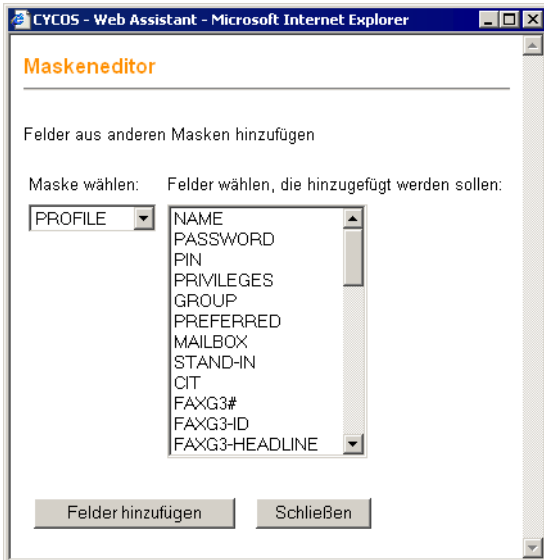 CYCOS - Web Assistant - Microsoft Internet Explorer
Maskeneditor
Felder aus anderen Masken hinzufügen
Maske wählen: Felder wählen, die hinzugefügt werden sollen:
PROFILE
NAME
PASSWORD
PIN
PRIVILEGES
GROUP
PREFERRED
MAILBOX
STAND-IN
CIT
FAXG3#
FAXG3-ID
FAXG3-HEADLINE
Felder hinzufügen Schließen